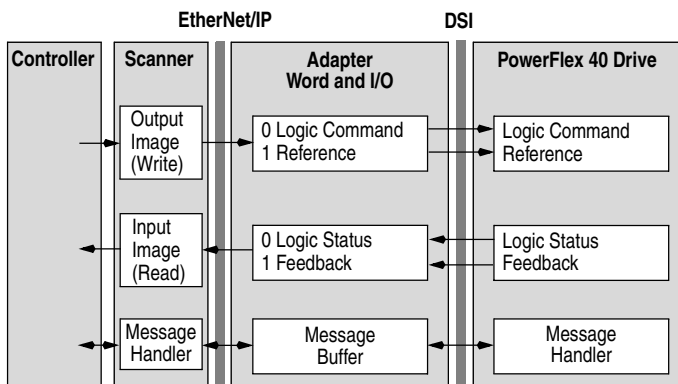 EtherNet/IP
DSI
Controller
Scanner
Adapter
Word and I/O
PowerFlex 40 Drive
Output
Image
(Write)
0 Logic Command
1 Reference
Logic Command
Reference
Input
Image
(Read)
0 Logic Status
1 Feedback
Logic Status
Feedback
Message
Handler
Message
Buffer
Message
Handler